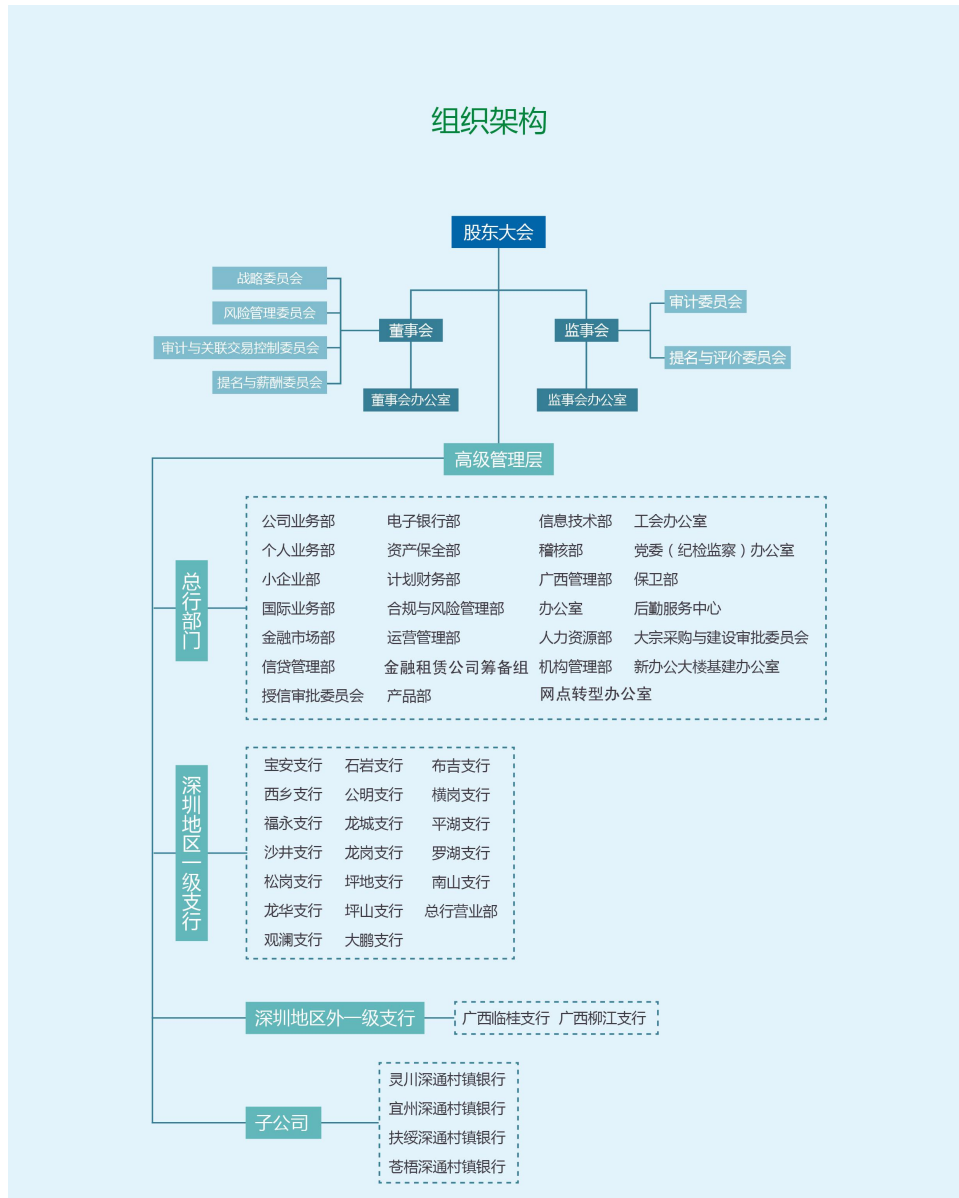 组织架构
股东大会
战略委员会
风险管理委员会
审计与关联交易控制委员会
提名与薪酬委员会
董事会
董事会办公室
监事会
监事会办公室
审计委员会
提名与评价委员会
高级管理层
总行部门
公司业务部 电子银行部 信息技术部 工会办公室
个人业务部 资产保全部 稽核部 党委（纪检监察）办公室
小企业部 计划财务部 广西管理部 保卫部
国际业务部 合规与风险管理部 办公室 后勤服务中心
金融市场部 运营管理部 人力资源部 大宗采购与建设审批委员会
信贷管理部 金融租赁公司筹备组 机构管理部 新办公大楼基建办公室
授信审批委员会 产品部 网点转型办公室
深圳地区一级支行
宝安支行 石岩支行 布吉支行
西乡支行 公明支行 横岗支行
福永支行 龙城支行 平湖支行
沙井支行 龙岗支行 罗湖支行
松岗支行 坪地支行 南山支行
龙华支行 坪山支行 总行营业部
观澜支行 大鹏支行
深圳地区外一级支行
广西临桂支行 广西柳江支行
子公司
灵川深通村镇银行
宜州深通村镇银行
扶绥深通村镇银行
苍梧深通村镇银行